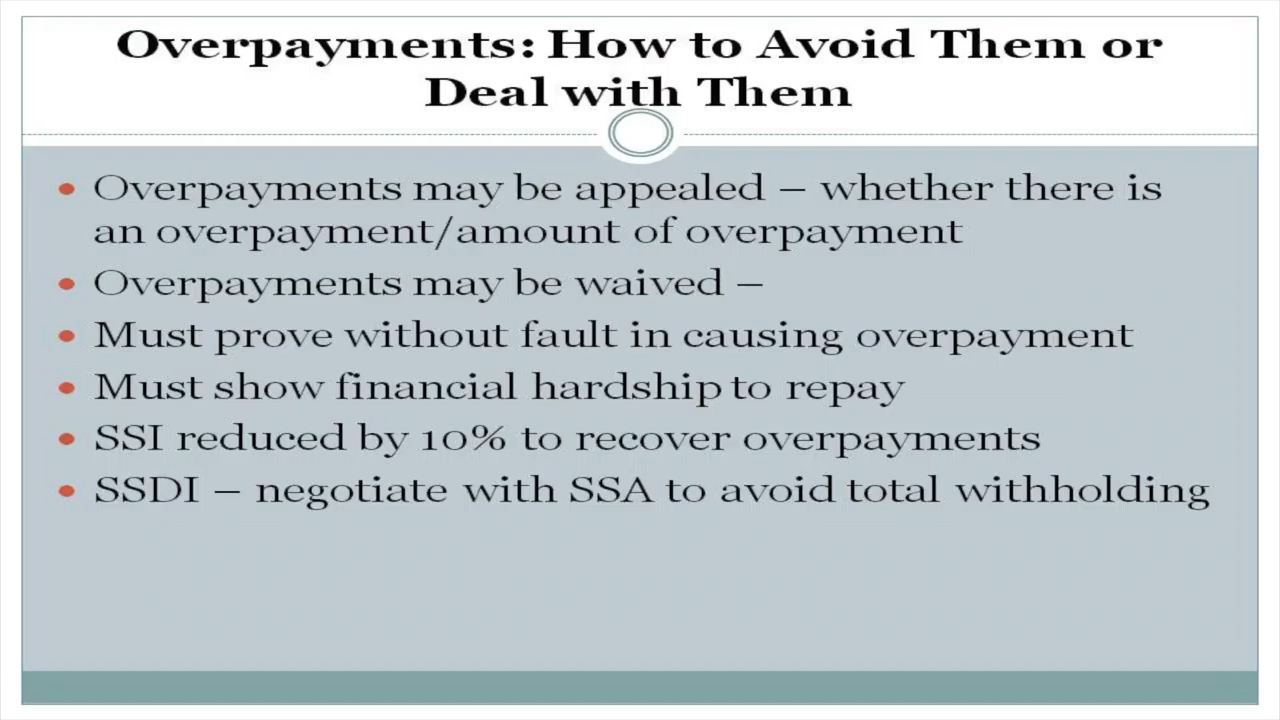 Overpayments: How to Avoid Them or
Deal with Them
• Overpayments may be appealed – whether there is
an overpayment/amount of overpayment
• Overpayments may be waived –
• Must prove without fault in causing overpayment
• Must show financial hardship to repay
• SSI reduced by 10% to recover overpayments
• SSDI – negotiate with SSA to avoid total withholding